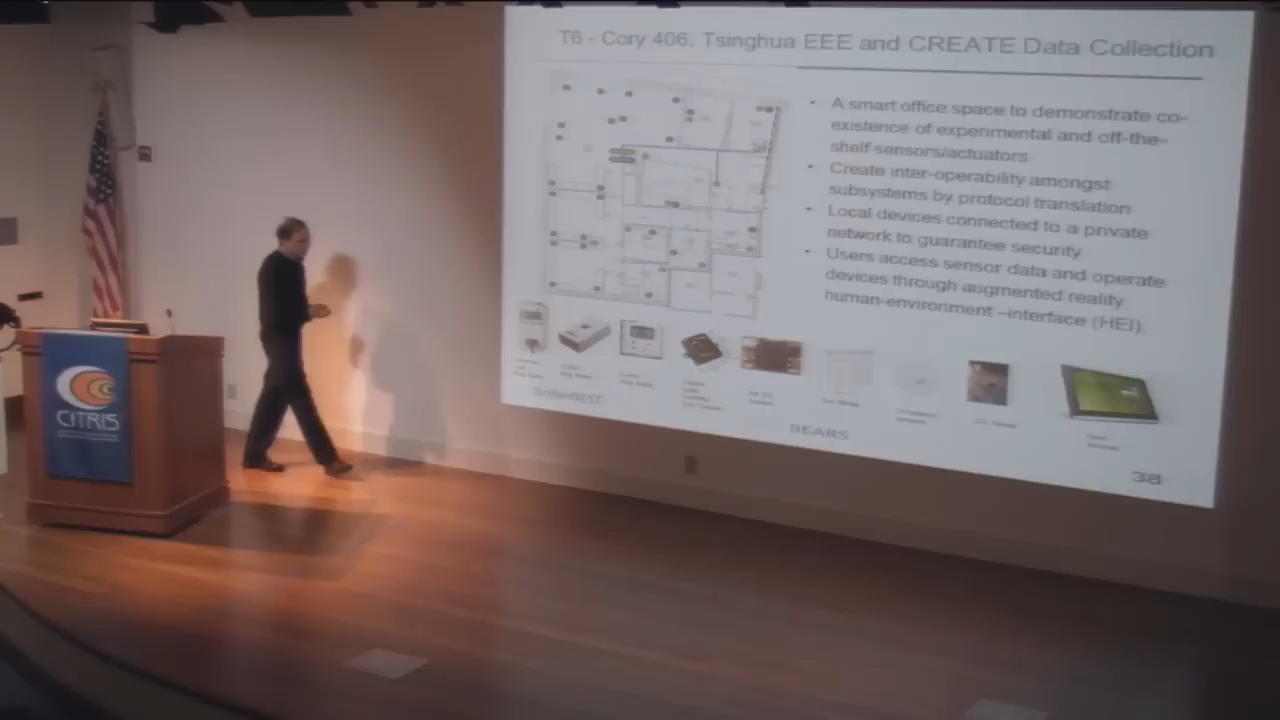 T6 - Cory 406, Tsinghua EEE and CREATE Data Collection
• A smart office space to demonstrate co-
existence of experimental and off-the-
shelf sensors/actuators
• Create inter-operability amongst
subsystems by protocol translation
• Local devices connected to a private
network to guarantee security
• Users access sensor data and operate
devices through augmented reality
human-environment –interface (HEI).
BEARS
38
CITRIS